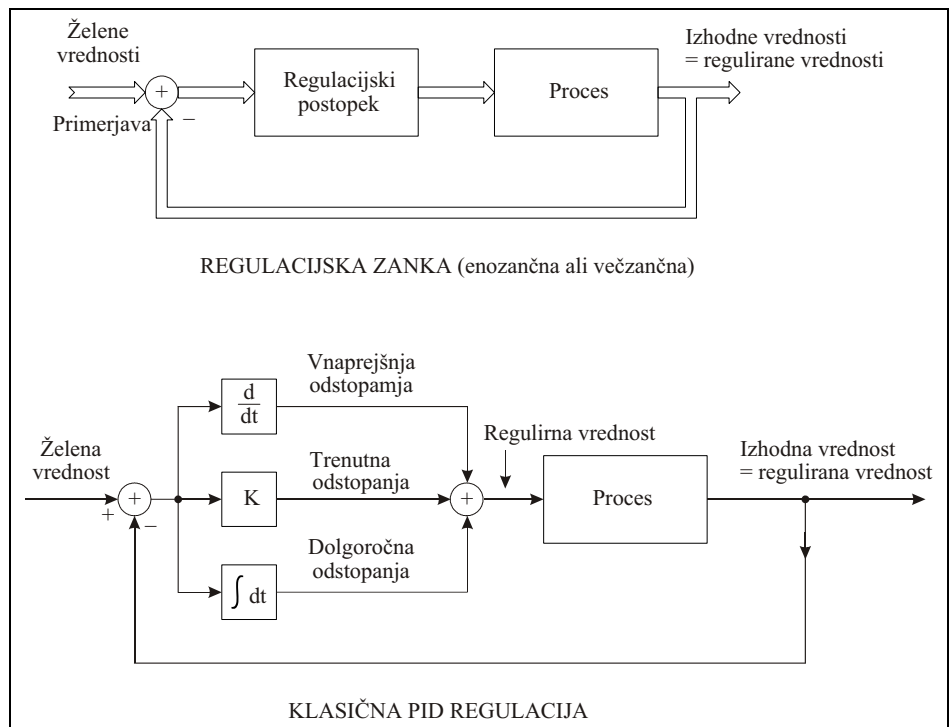 Želene
vrednosti
Izhodne vrednosti
= regulirane vrednosti
+
Regulacijski
postopek
Proces
Primerjava
−
REGULACIJSKA ZANKA (enozančna ali večzančna)
Vnaprejšnja
odstopamja
d
dt
Regulirna vrednost
Želena
vrednost
Trenutna
odstopanja
Izhodna vrednost
= regulirana vrednost
+
+
−
K
+
Proces
Dolgoročna
odstopanja
∫ dt
KLASIČNA PID REGULACIJA